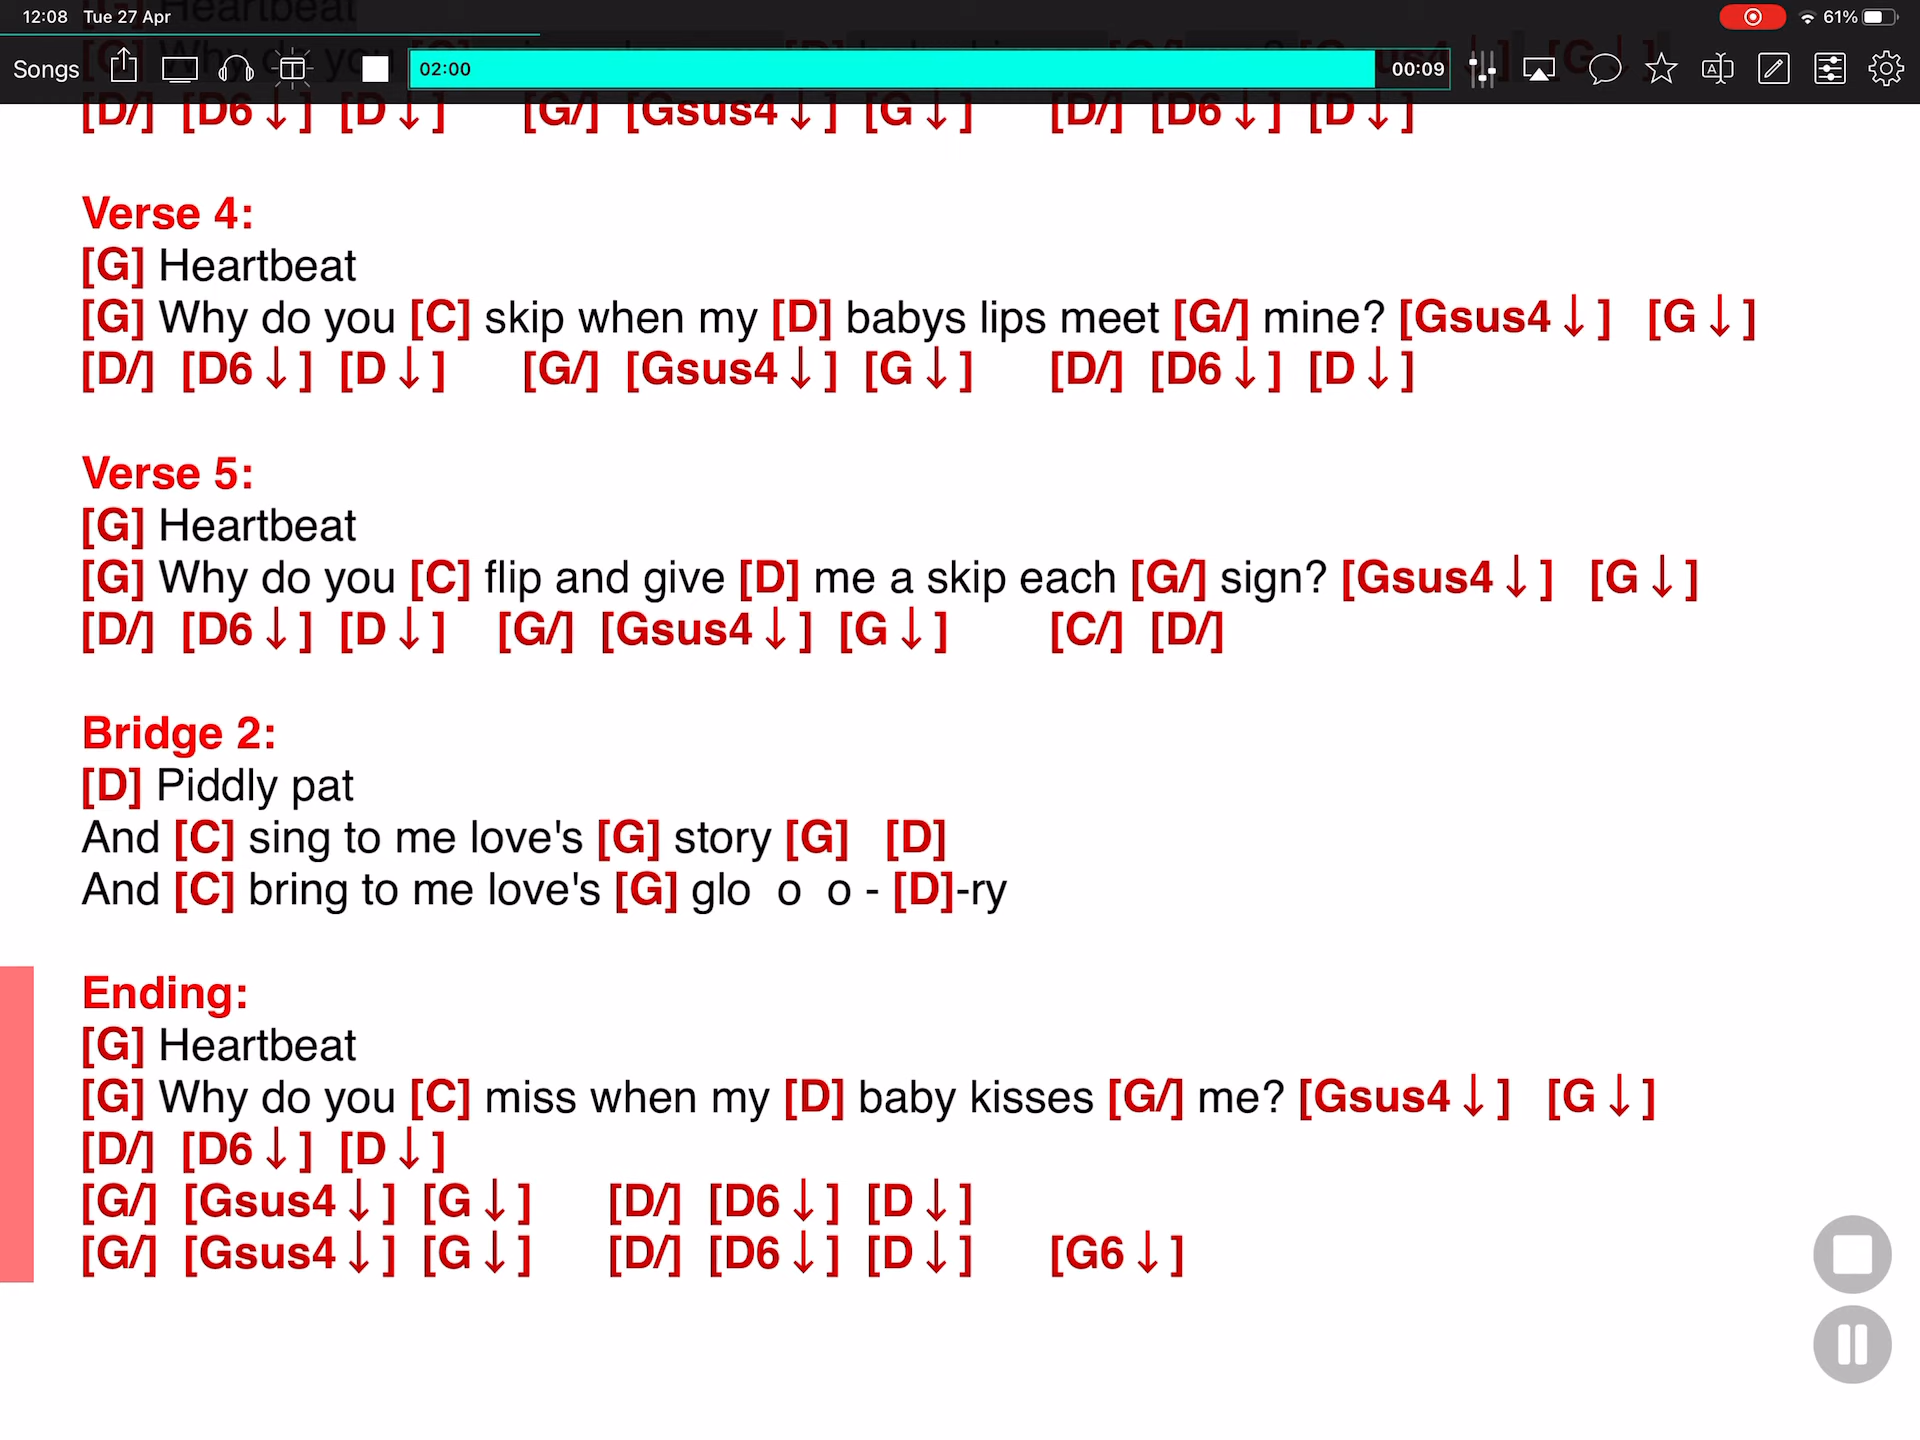 12:08 Tue 27 Apr 61%
Songs 02:00 00:09
[D/] [D6↓] [D↓] [G/] [Gsus4↓] [G↓] [D/] [D6↓] [D↓]
Verse 4:
[G] Heartbeat
[G] Why do you [C] skip when my [D] babys lips meet [G/] mine? [Gsus4↓] [G↓]
[D/] [D6↓] [D↓] [G/] [Gsus4↓] [G↓] [D/] [D6↓] [D↓]
Verse 5:
[G] Heartbeat
[G] Why do you [C] flip and give [D] me a skip each [G/] sign? [Gsus4↓] [G↓]
[D/] [D6↓] [D↓] [G/] [Gsus4↓] [G↓] [C/] [D/]
Bridge 2:
[D] Piddly pat
And [C] sing to me love's [G] story [G] [D]
And [C] bring to me love's [G] glo o o - [D]-ry
Ending:
[G] Heartbeat
[G] Why do you [C] miss when my [D] baby kisses [G/] me? [Gsus4↓] [G↓]
[D/] [D6↓] [D↓]
[G/] [Gsus4↓] [G↓] [D/] [D6↓] [D↓]
[G/] [Gsus4↓] [G↓] [D/] [D6↓] [D↓] [G6↓]